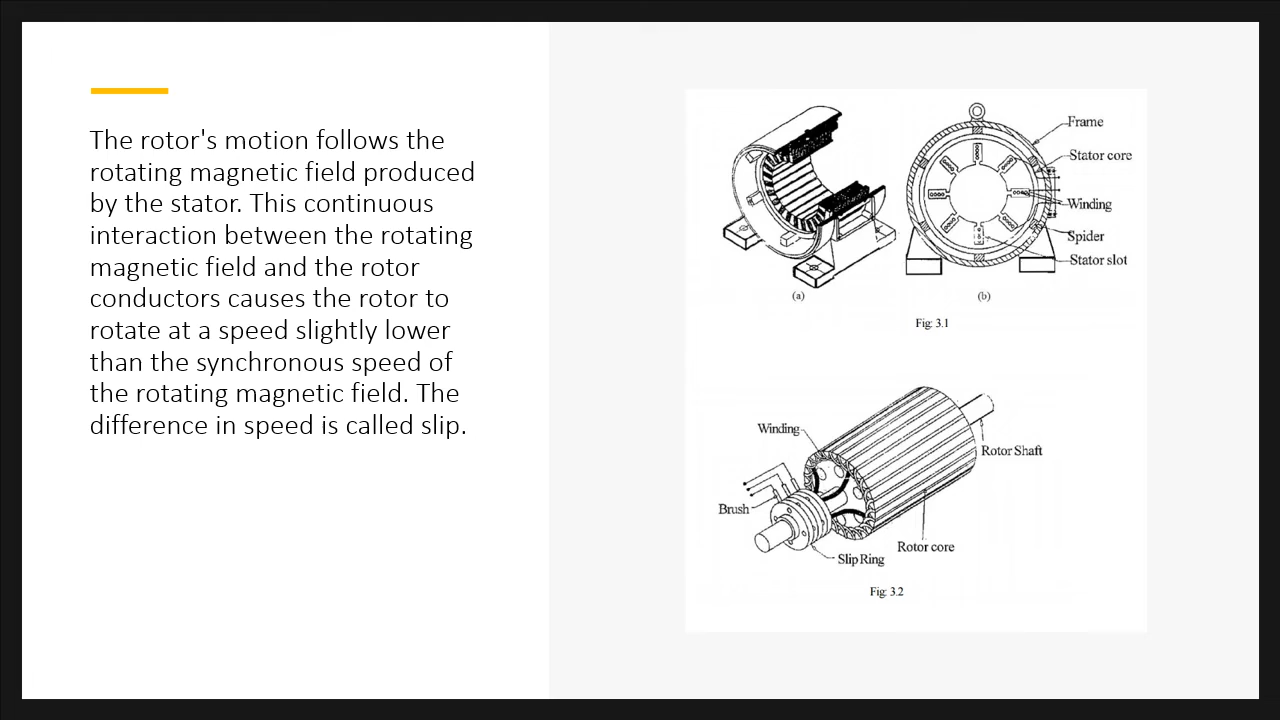 The rotor's motion follows the
rotating magnetic field produced
by the stator. This continuous
interaction between the rotating
magnetic field and the rotor
conductors causes the rotor to
rotate at a speed slightly lower
than the synchronous speed of
the rotating magnetic field. The
difference in speed is called slip.
Frame
Stator core
Winding
Spider
Stator slot
(a)
(b)
Fig: 3.1
Winding
Rotor Shaft
Brush
Rotor core
Slip Ring
Fig: 3.2